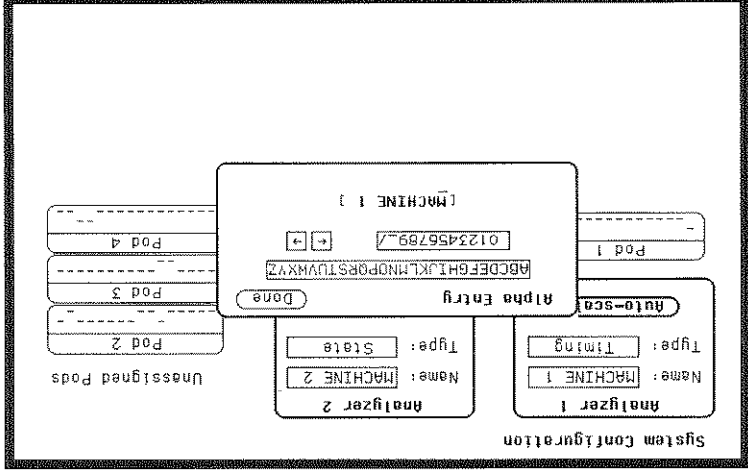 System Configuration
Analyzer 1
Name: MACHINE 1
Type: Timing
Auto-scal
Analyzer 2
Name: MACHINE 2
Type: State
Unassigned Pods
Pod 1
Pod 2
Pod 3
Pod 4
Alpha Entry
Done
ABCDEFGHIJKLMNOPQRSTUVWXYZ
0123456789_/ ← →
[MACHINE 1 ]